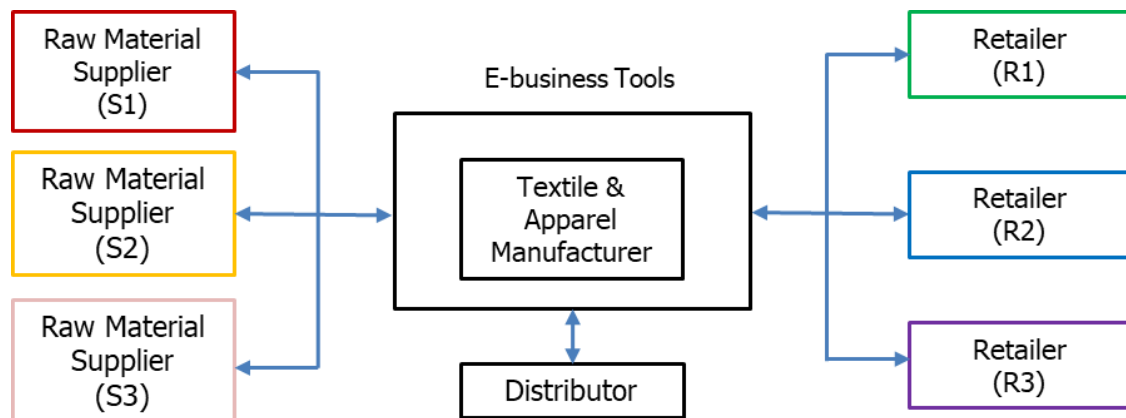 Raw Material
Supplier
(S1)
Raw Material
Supplier
(S2)
Raw Material
Supplier
(S3)
E-business Tools
Textile &
Apparel
Manufacturer
Distributor
Retailer
(R1)
Retailer
(R2)
Retailer
(R3)